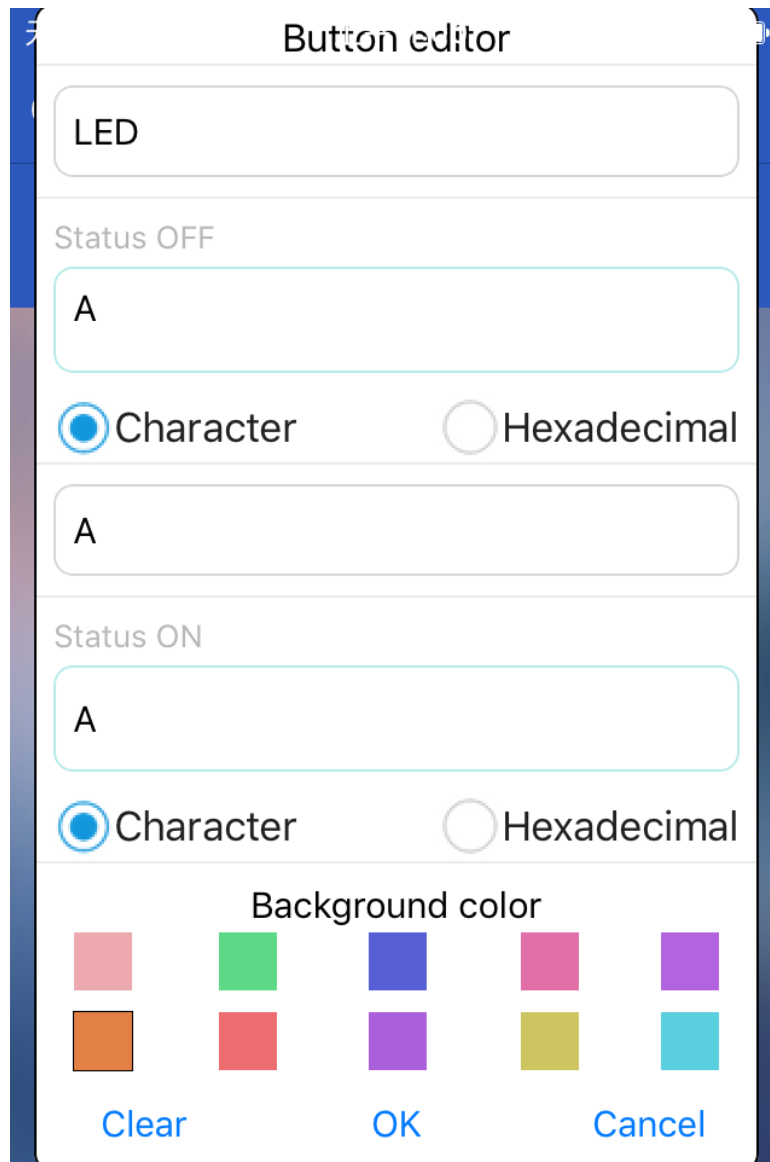 Button editor
LED
Status OFF
A
Character Hexadecimal
A
Status ON
A
Character Hexadecimal
Background color
Clear OK Cancel